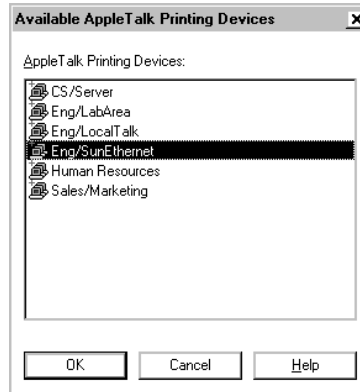 Available AppleTalk Printing Devices
AppleTalk Printing Devices:
CS/Server
Eng/LabArea
Eng/LocalTalk
Eng/SunEthernet
Human Resources
Sales/Marketing
OK Cancel Help